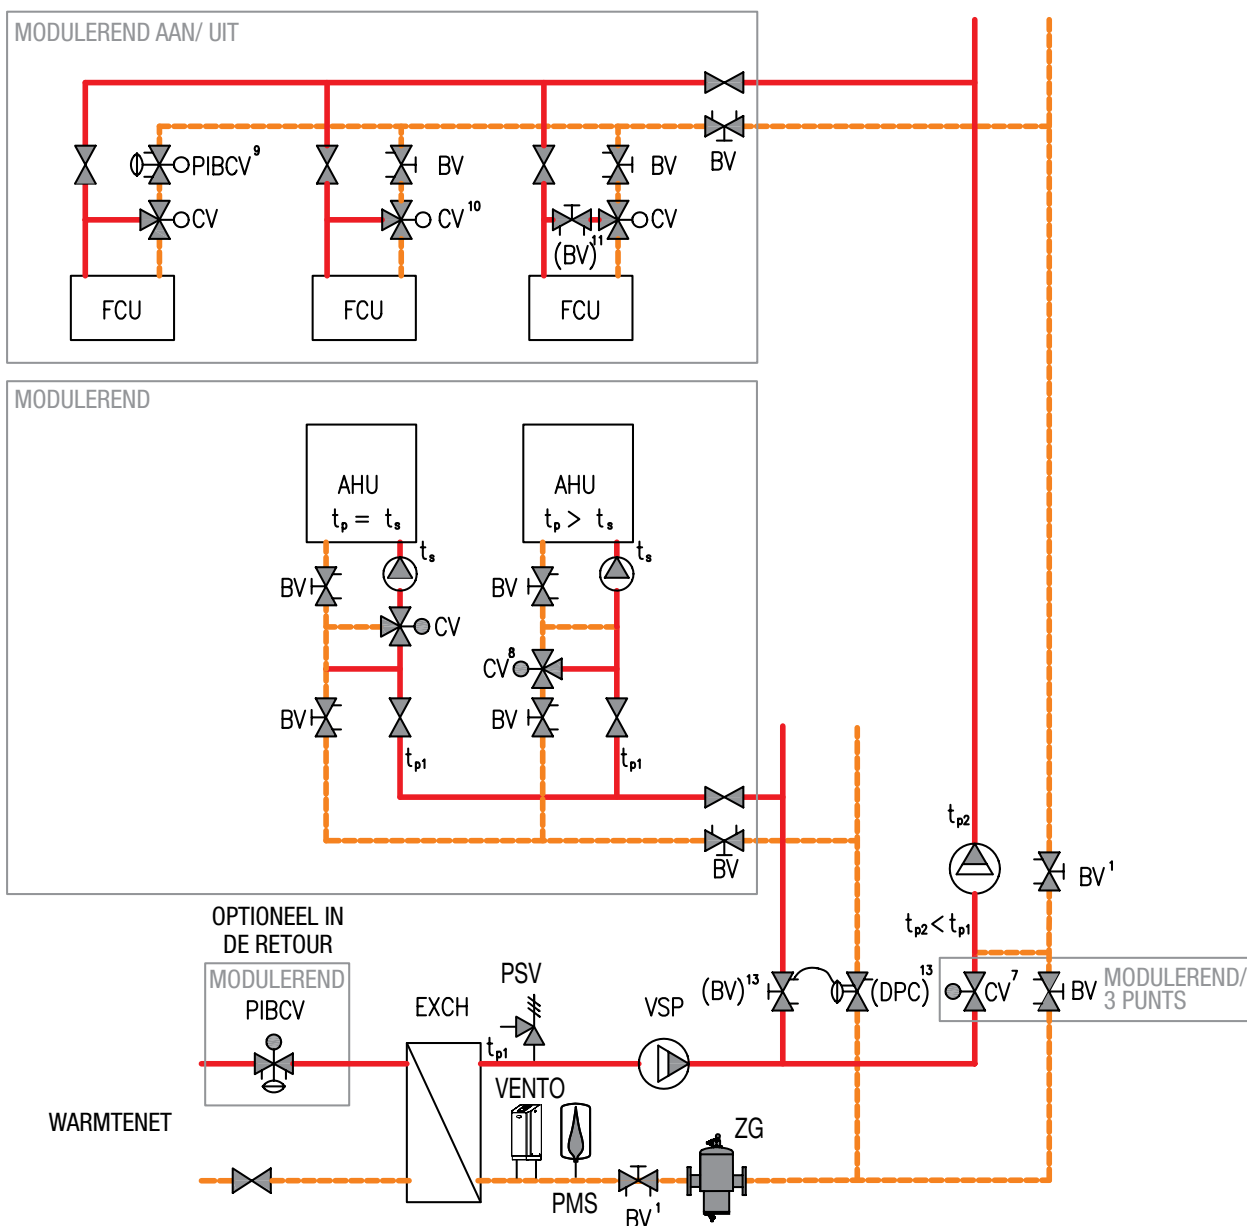 MODULEREND AAN/ UIT
BV
PIBCV⁹
BV
BV
CV
CV¹⁰
(BV)¹¹
CV
FCU
FCU
FCU
MODULEREND
AHU
tp = ts
AHU
tp > ts
ts
ts
BV
BV
CV
CV⁸
BV
BV
tp1
tp1
BV
tp2
BV¹
tp2 < tp1
OPTIONEEL IN
DE RETOUR
MODULEREND
PIBCV
EXCH
PSV
VSP
(BV)¹³
(DPC)¹³
CV⁷
BV
MODULEREND/
3 PUNTS
tp1
VENTO
WARMTENET
PMS
BV¹
ZG